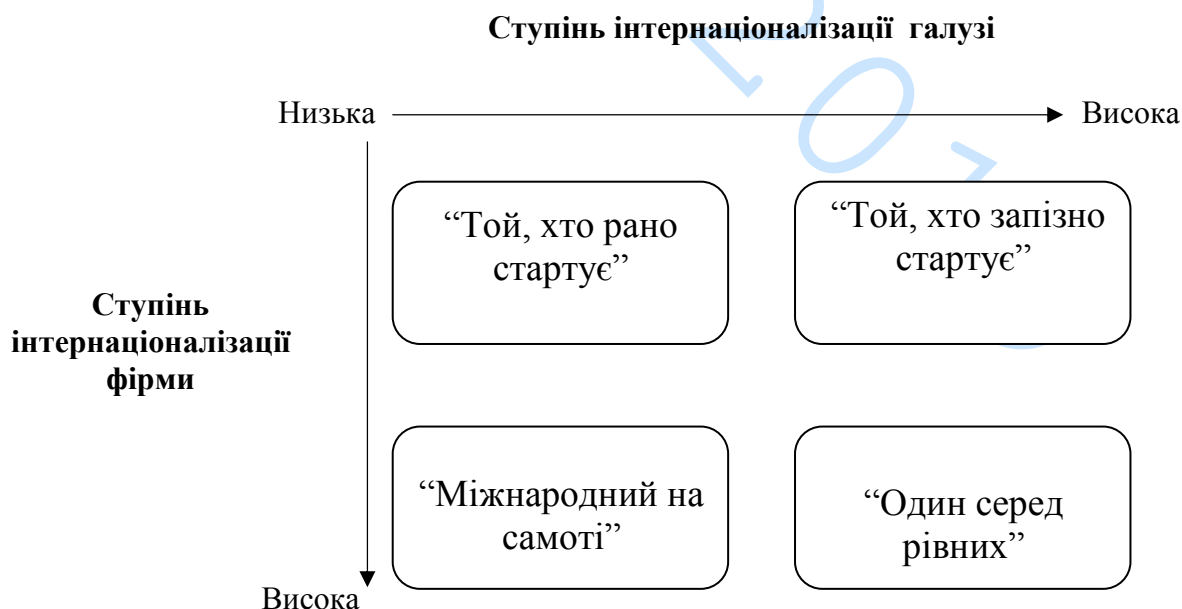 Ступінь інтернаціоналізації галузі
Низька
Висока
“Той, хто рано
стартує”
“Той, хто запізно
стартує”
Ступінь
інтернаціоналізації
фірми
“Міжнародний на
самоті”
“Один серед
рівних”
Висока